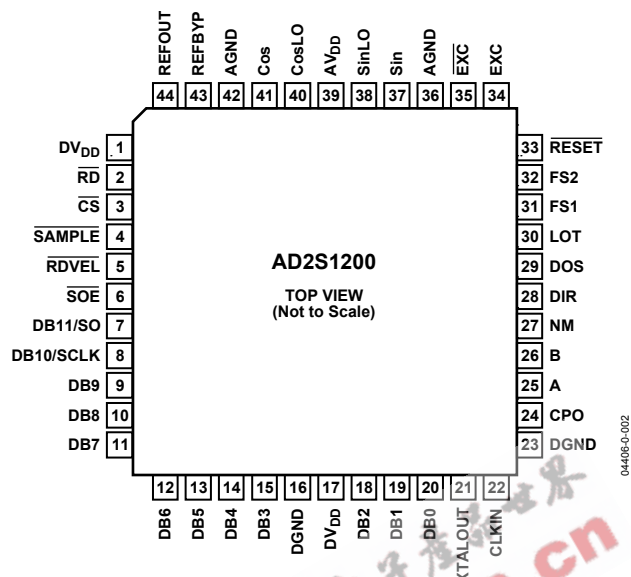 REFOUT
REFBYP
AGND
Cos
CosLO
AVDD
SinLO
Sin
AGND
EXC
EXC
44 43 42 41 40 39 38 37 36 35 34
DVDD 1
RD 2
CS 3
SAMPLE 4
RDVEL 5
SOE 6
DB11/SO 7
DB10/SCLK 8
DB9 9
DB8 10
DB7 11
AD2S1200
TOP VIEW
(Not to Scale)
33 RESET
32 FS2
31 FS1
30 LOT
29 DOS
28 DIR
27 NM
26 B
25 A
24 CPO
23 DGND
12 13 14 15 16 17 18 19 20 21 22
DB6
DB5
DB4
DB3
DGND
DVDD
DB2
DB1
DB0
XTALOUT
CLKIN
04406-0-002
.cn